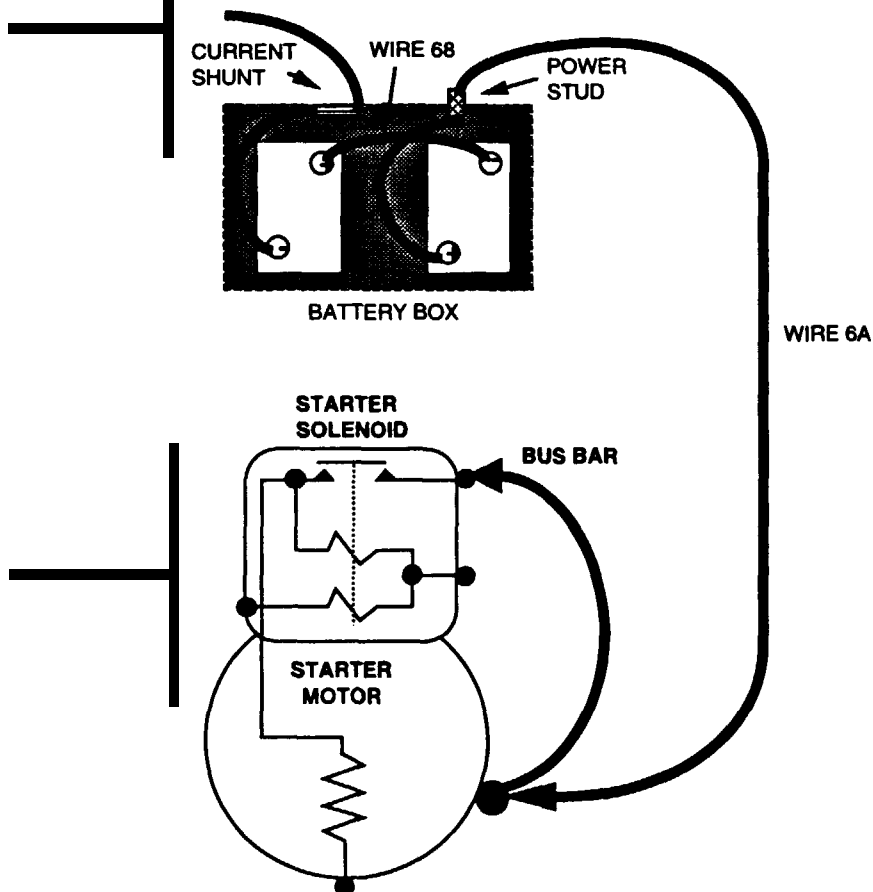 CURRENT
SHUNT
WIRE 68
POWER
STUD
BATTERY BOX
WIRE 6A
STARTER
SOLENOID
BUS BAR
STARTER
MOTOR